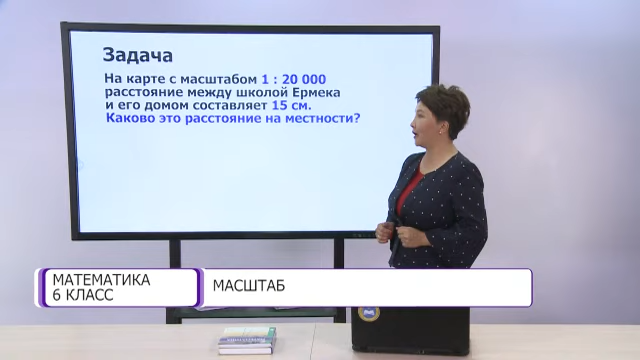 Задача
На карте с масштабом 1 : 20 000
расстояние между школой Ермека
и его домом составляет 15 см.
Каково это расстояние на местности?
МАТЕМАТИКА
6 КЛАСС
МАСШТАБ